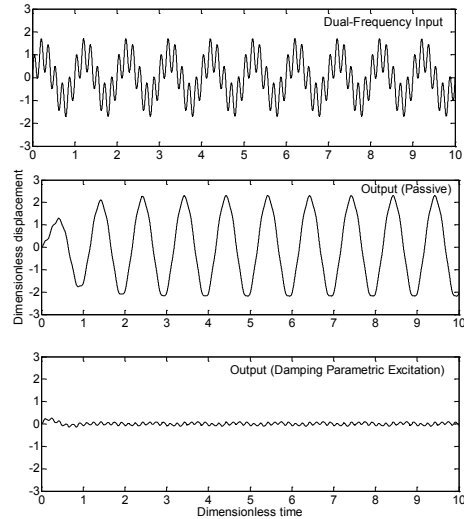 3
2
Dual-Frequency Input
1
0
-1
-2
-3
0 1 2 3 4 5 6 7 8 9 10
Dimensionless displacement
3
Output (Passive)
2
1
0
-1
-2
-3
0 1 2 3 4 5 6 7 8 9 10
3
Output (Damping Parametric Excitation)
2
1
0
-1
-2
-3
0 1 2 3 4 5 6 7 8 9 10
Dimensionless time